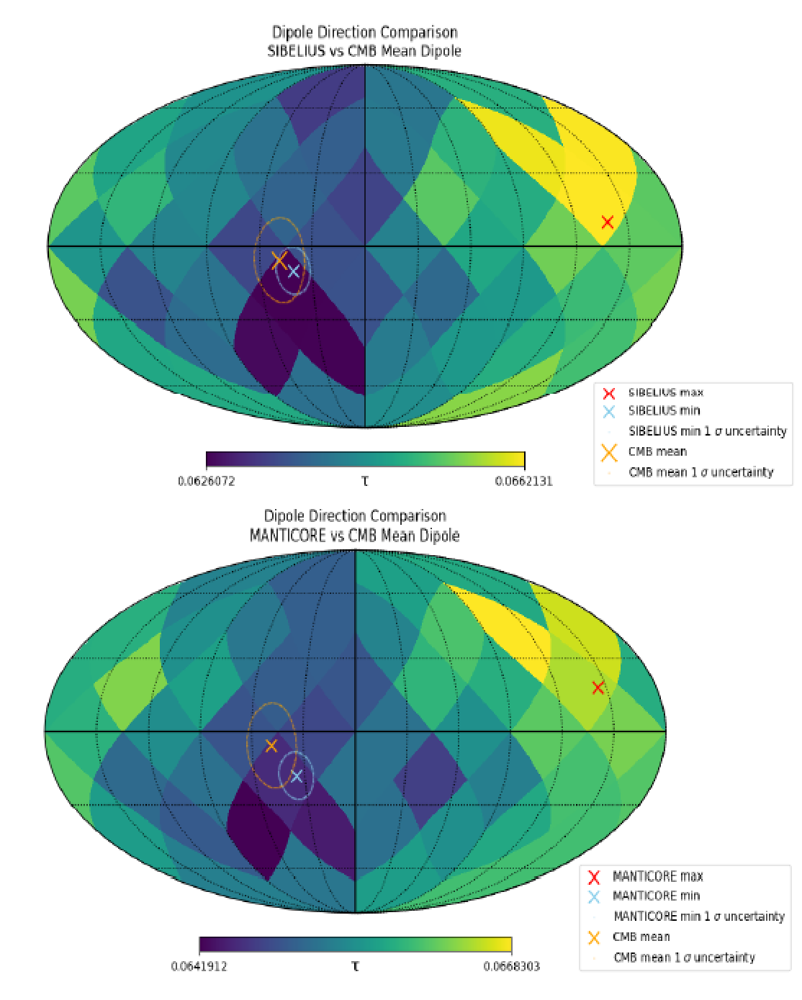 Dipole Direction Comparison
SIBELIUS vs CMB Mean Dipole
SIBELIUS max
SIBELIUS min
SIBELIUS min 1 σ uncertainty
CMB mean
CMB mean 1 σ uncertainty
0.0626072
τ
0.0662131
Dipole Direction Comparison
MANTICORE vs CMB Mean Dipole
MANTICORE max
MANTICORE min
MANTICORE min 1 σ uncertainty
CMB mean
CMB mean 1 σ uncertainty
0.0641912
τ
0.0668303